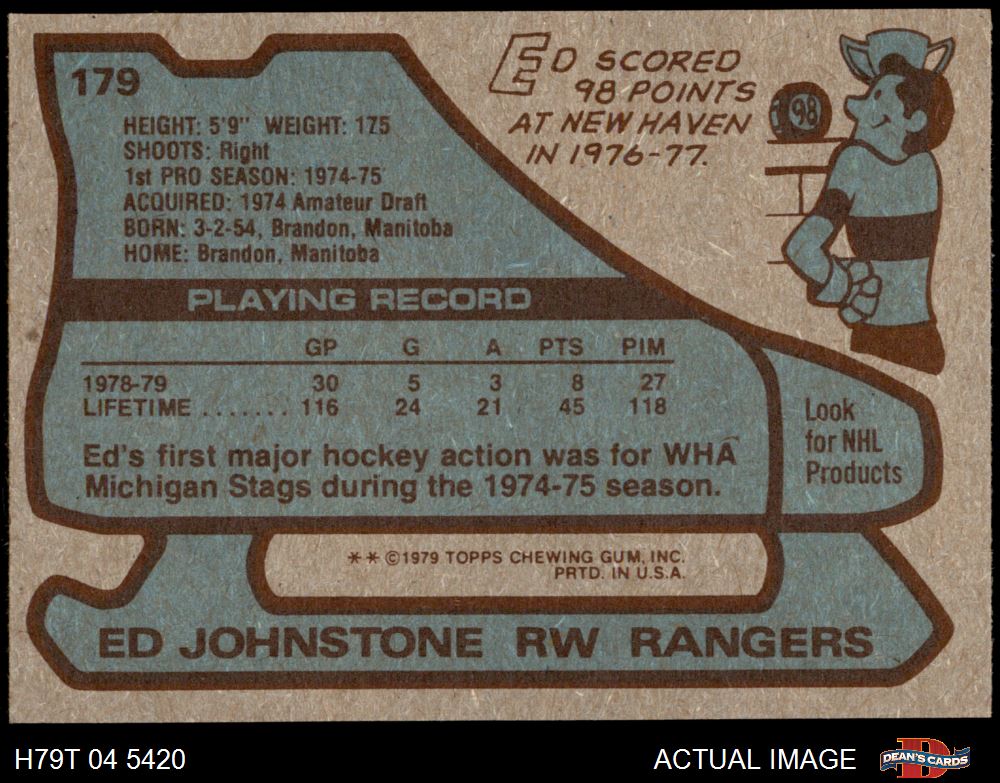 179
HEIGHT: 5'9" WEIGHT: 175
SHOOTS: Right
1st PRO SEASON: 1974-75
ACQUIRED: 1974 Amateur Draft
BORN: 3-2-54, Brandon, Manitoba
HOME: Brandon, Manitoba
ED SCORED
98 POINTS
AT NEW HAVEN
IN 1976-77.
98
PLAYING RECORD
GP G A PTS PIM
1978-79 30 5 3 8 27
LIFETIME ....... 116 24 21 45 118
Ed's first major hockey action was for WHA
Michigan Stags during the 1974-75 season.
Look
for NHL
Products
** ©1979 TOPPS CHEWING GUM, INC.
PRTD. IN U.S.A.
ED JOHNSTONE RW RANGERS
H79T 04 5420
ACTUAL IMAGE
DEAN'S CARDS